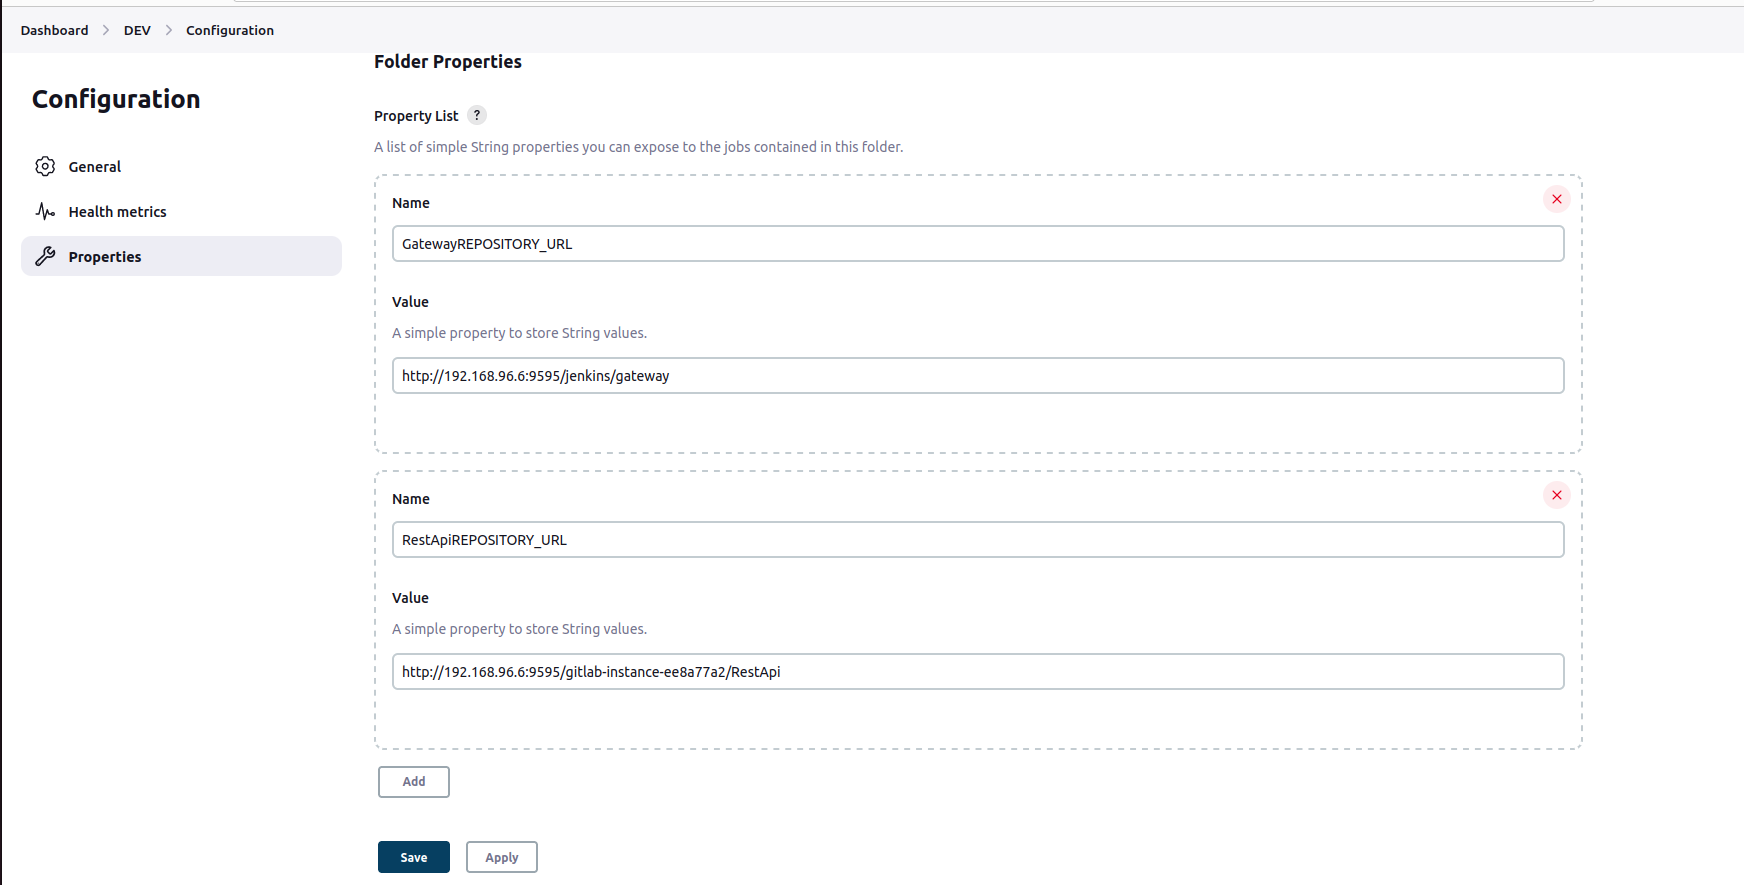 Dashboard > DEV > Configuration
Configuration
General
Health metrics
Properties
Folder Properties
Property List ?
A list of simple String properties you can expose to the jobs contained in this folder.
Name
GatewayREPOSITORY_URL
Value
A simple property to store String values.
http://192.168.96.6:9595/jenkins/gateway
Name
RestApiREPOSITORY_URL
Value
A simple property to store String values.
http://192.168.96.6:9595/gitlab-instance-ee8a77a2/RestApi
Add
Save Apply